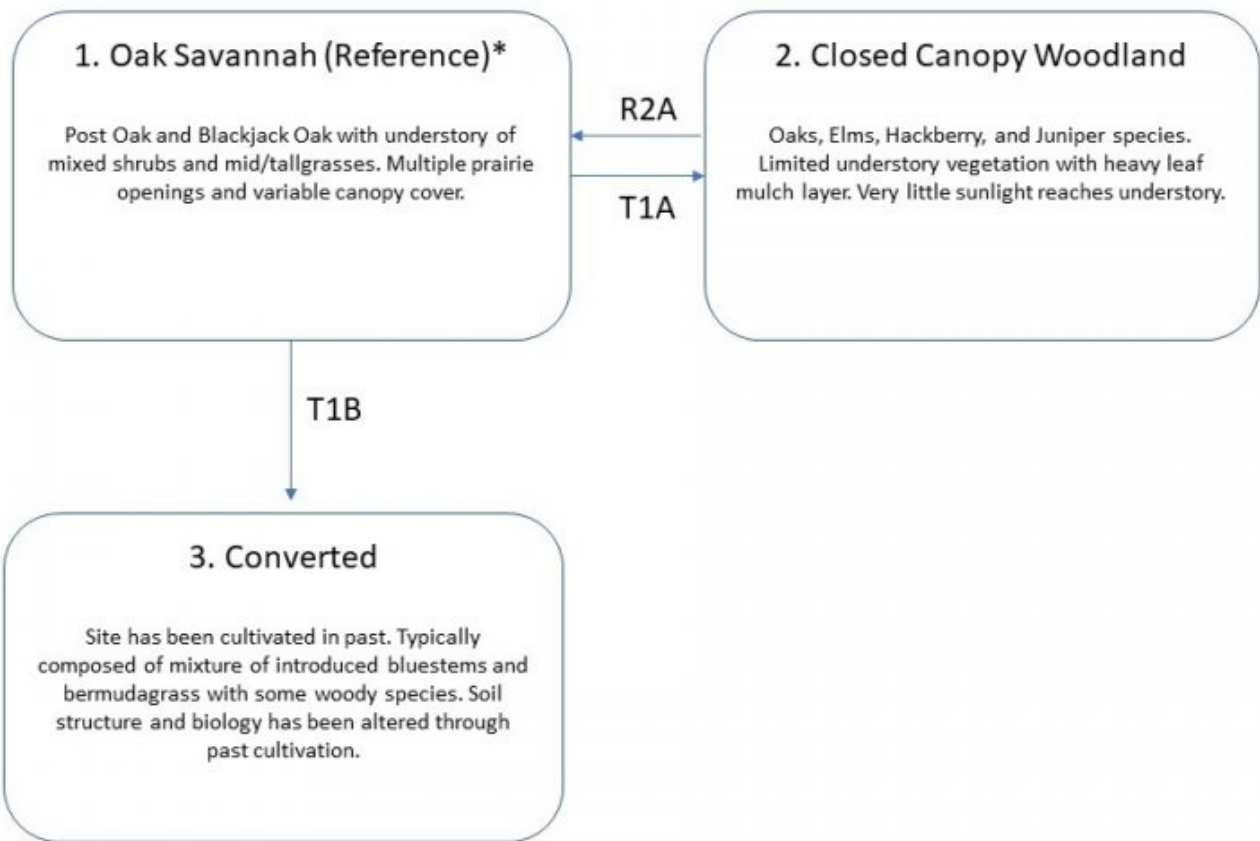 1. Oak Savannah (Reference)*
Post Oak and Blackjack Oak with understory of
mixed shrubs and mid/tallgrasses. Multiple prairie
openings and variable canopy cover.
R2A
T1A
2. Closed Canopy Woodland
Oaks, Elms, Hackberry, and Juniper species.
Limited understory vegetation with heavy leaf
mulch layer. Very little sunlight reaches understory.
T1B
3. Converted
Site has been cultivated in past. Typically
composed of mixture of introduced bluestems and
bermudagrass with some woody species. Soil
structure and biology has been altered through
past cultivation.